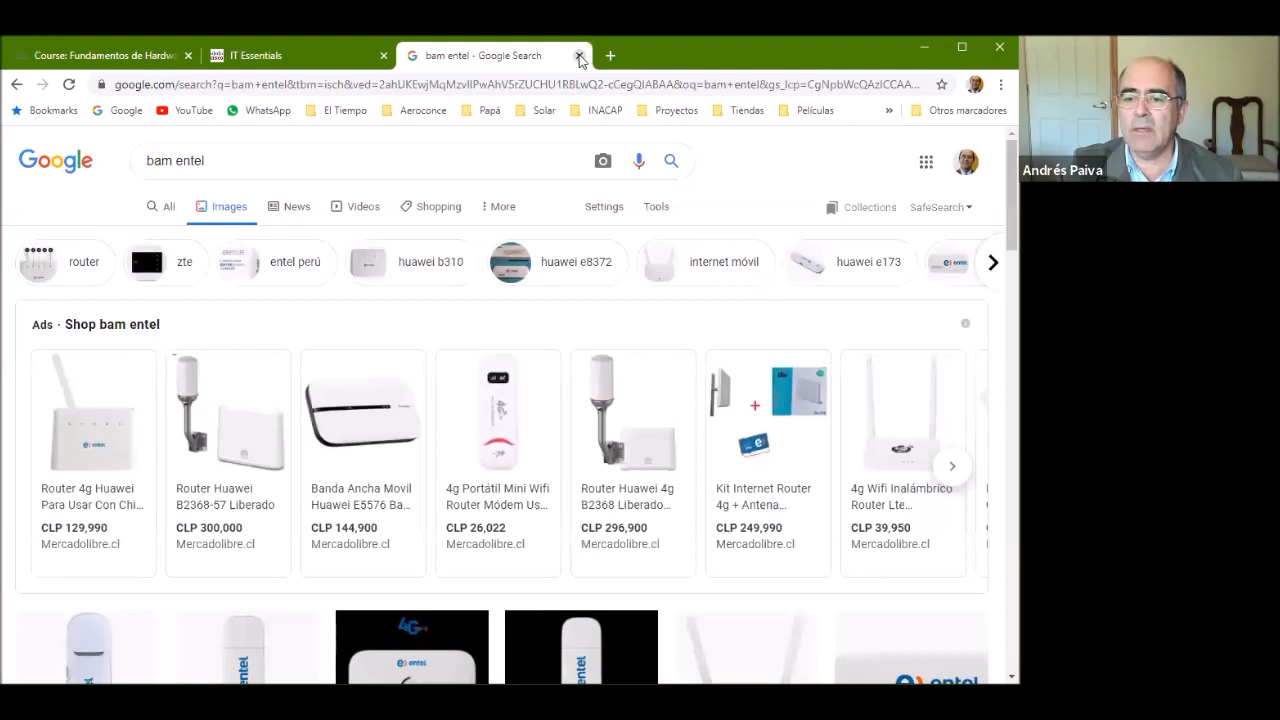 Course: Fundamentos de Hardw
IT Essentials
bam entel - Google Search
google.com/search?q=bam+entel&tbm=isch&ved=2ahUKEwjMqMzvlIPwAhV5rZUCHU1RBLwQ2-cCegQIABAA&oq=bam+entel&gs_lcp=CgNpbWcQAzICCAA...
Bookmarks
Google
YouTube
WhatsApp
El Tiempo
Aeroconce
Papá
Solar
INACAP
Proyectos
Tiendas
Películas
»
Otros marcadores
Andrés Paiva
Google
bam entel
All
Images
News
Videos
Shopping
More
Settings
Tools
Collections
SafeSearch
router
zte
entel perú
huawei b310
huawei e8372
internet móvil
huawei e173
entel
Ads · Shop bam entel
entel
Router 4g Huawei
Para Usar Con Chi...
CLP 129,990
Mercadolibre.cl
Router Huawei
B2368-57 Liberado
CLP 300,000
Mercadolibre.cl
Banda Ancha Movil
Huawei E5576 Ba...
CLP 144,900
Mercadolibre.cl
4G
4g Portátil Mini Wifi
Router Módem Us...
CLP 26,022
Mercadolibre.cl
Router Huawei 4g
B2368 Liberado...
CLP 296,900
Mercadolibre.cl
Kit Internet Router
4g + Antena...
CLP 249,990
Mercadolibre.cl
4g Wifi Inalámbrico
Router Lte...
CLP 39,950
Mercadolibre.cl
entel
4G
entel
entel
entel